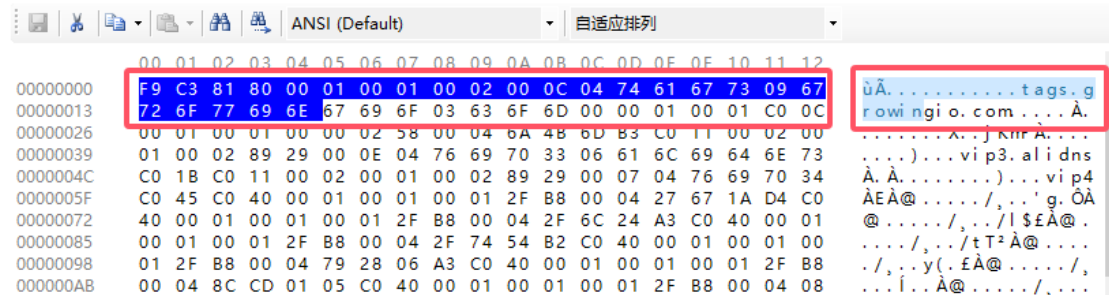 ANSI (Default) 自适应排列
00 01 02 03 04 05 06 07 08 09 0A 0B 0C 0D 0E 0F 10 11 12
00000000 F9 C3 81 80 00 01 00 01 00 02 00 0C 04 74 61 67 73 09 67 ùÃ............tags.g
00000013 72 6F 77 69 6E 67 69 6F 03 63 6F 6D 00 00 01 00 01 C0 0C rowingio.com.....À.
00000026 00 01 00 01 00 00 02 58 00 04 6A 4B 6D B3 C0 11 00 02 00 .......X..jKm³À....
00000039 01 00 02 89 29 00 0E 04 76 69 70 33 06 61 6C 69 64 6E 73 ....)...vip3.alidns
0000004C C0 1B C0 11 00 02 00 01 00 02 89 29 00 07 04 76 69 70 34 À.À........)...vip4
0000005F C0 45 C0 40 00 01 00 01 00 01 2F B8 00 04 27 67 1A D4 C0 ÀEÀ@....../¸..'g.ÔÀ
00000072 40 00 01 00 01 00 01 2F B8 00 04 2F 6C 24 A3 C0 40 00 01 @....../¸../l$£À@..
00000085 00 01 00 01 2F B8 00 04 2F 74 54 B2 C0 40 00 01 00 01 00 ..../¸../tT²À@.....
00000098 01 2F B8 00 04 79 28 06 A3 C0 40 00 01 00 01 00 01 2F B8 ./¸..y(.£À@....../¸
000000AB 00 04 8C CD 01 05 C0 40 00 01 00 01 00 01 2F B8 00 04 08 ...Í..À@....../¸...